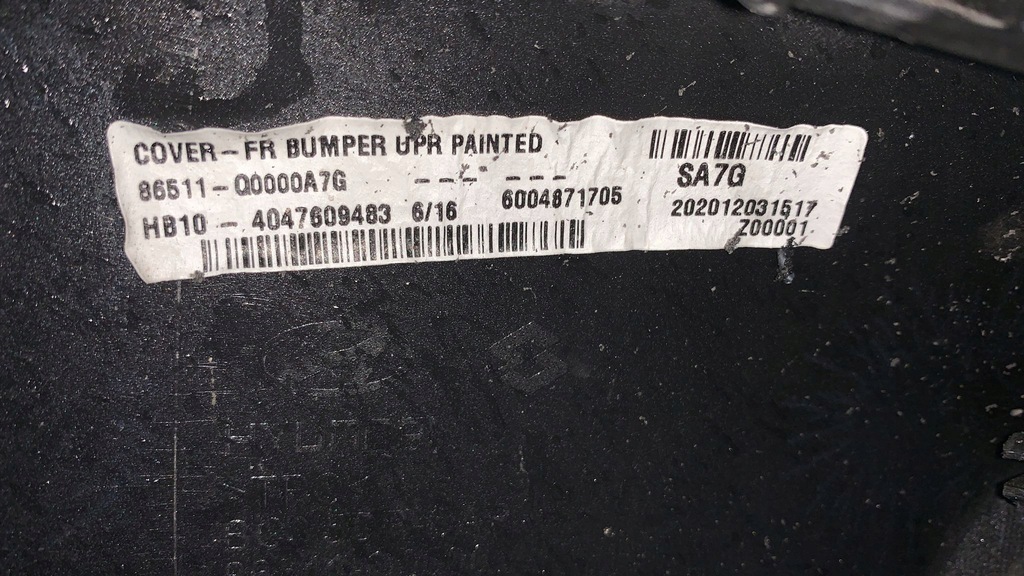 COVER-FR BUMPER UPR PAINTED
86511-Q0000A7G -- -- -- --
HB10 - 4047609483 6/16 6004871705
SA7G
202012031517
Z00001